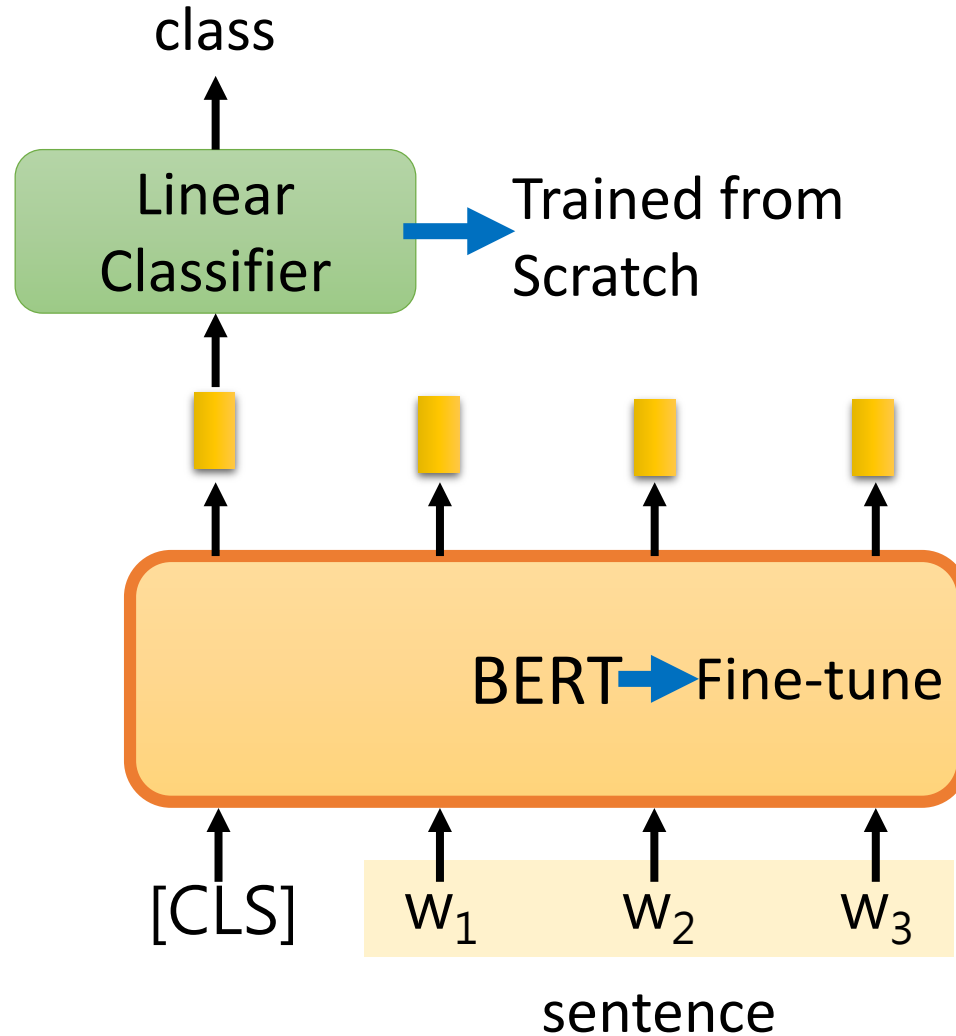 class
Linear
Classifier
Trained from
Scratch
BERT Fine-tune
[CLS] w₁ w₂ w₃
sentence